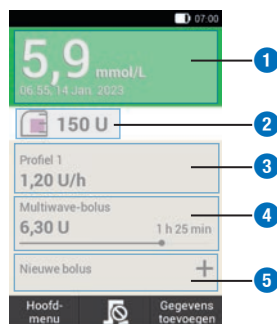 07:00
5,9 mmol/L
06.55, 14 Jan. 2023
150 U
Profiel 1
1,20 U/h
Multiwave-bolus
6,30 U
1 h 25 min
Nieuwe bolus
Hoofd-
menu
Gegevens
toevoegen
1
2
3
4
5